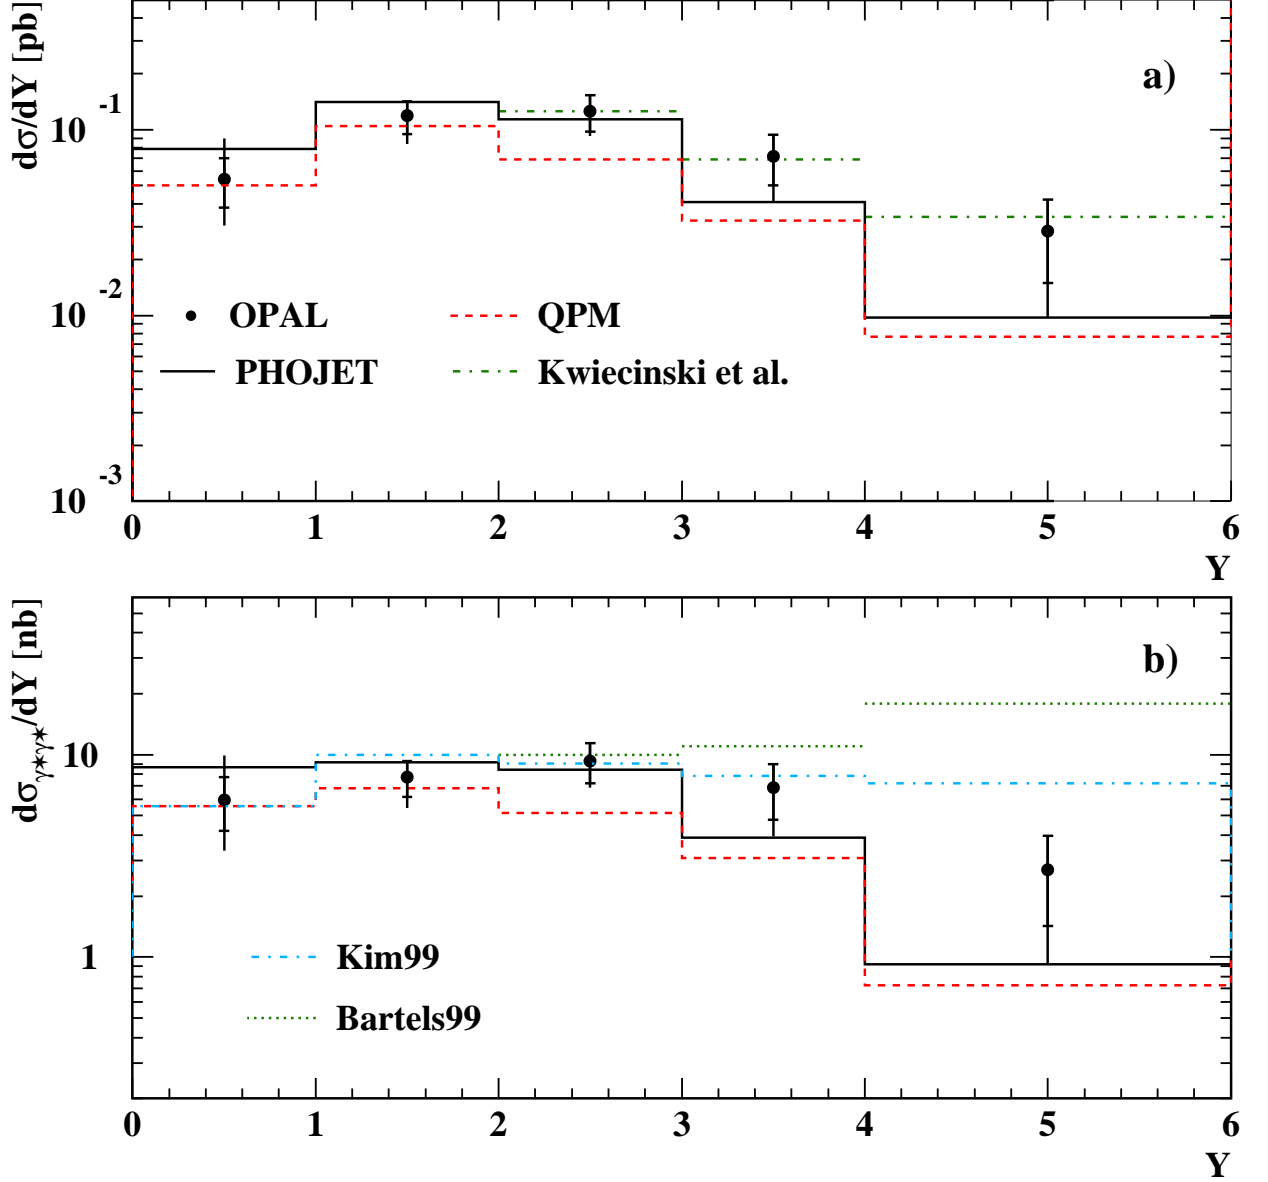 dσ/dY [pb]
a)
10⁻¹
10⁻²
10⁻³
OPAL
QPM
PHOJET
Kwiecinski et al.
0 1 2 3 4 5 6
Y
dσγ*γ*/dY [nb]
b)
10
1
Kim99
Bartels99
0 1 2 3 4 5 6
Y